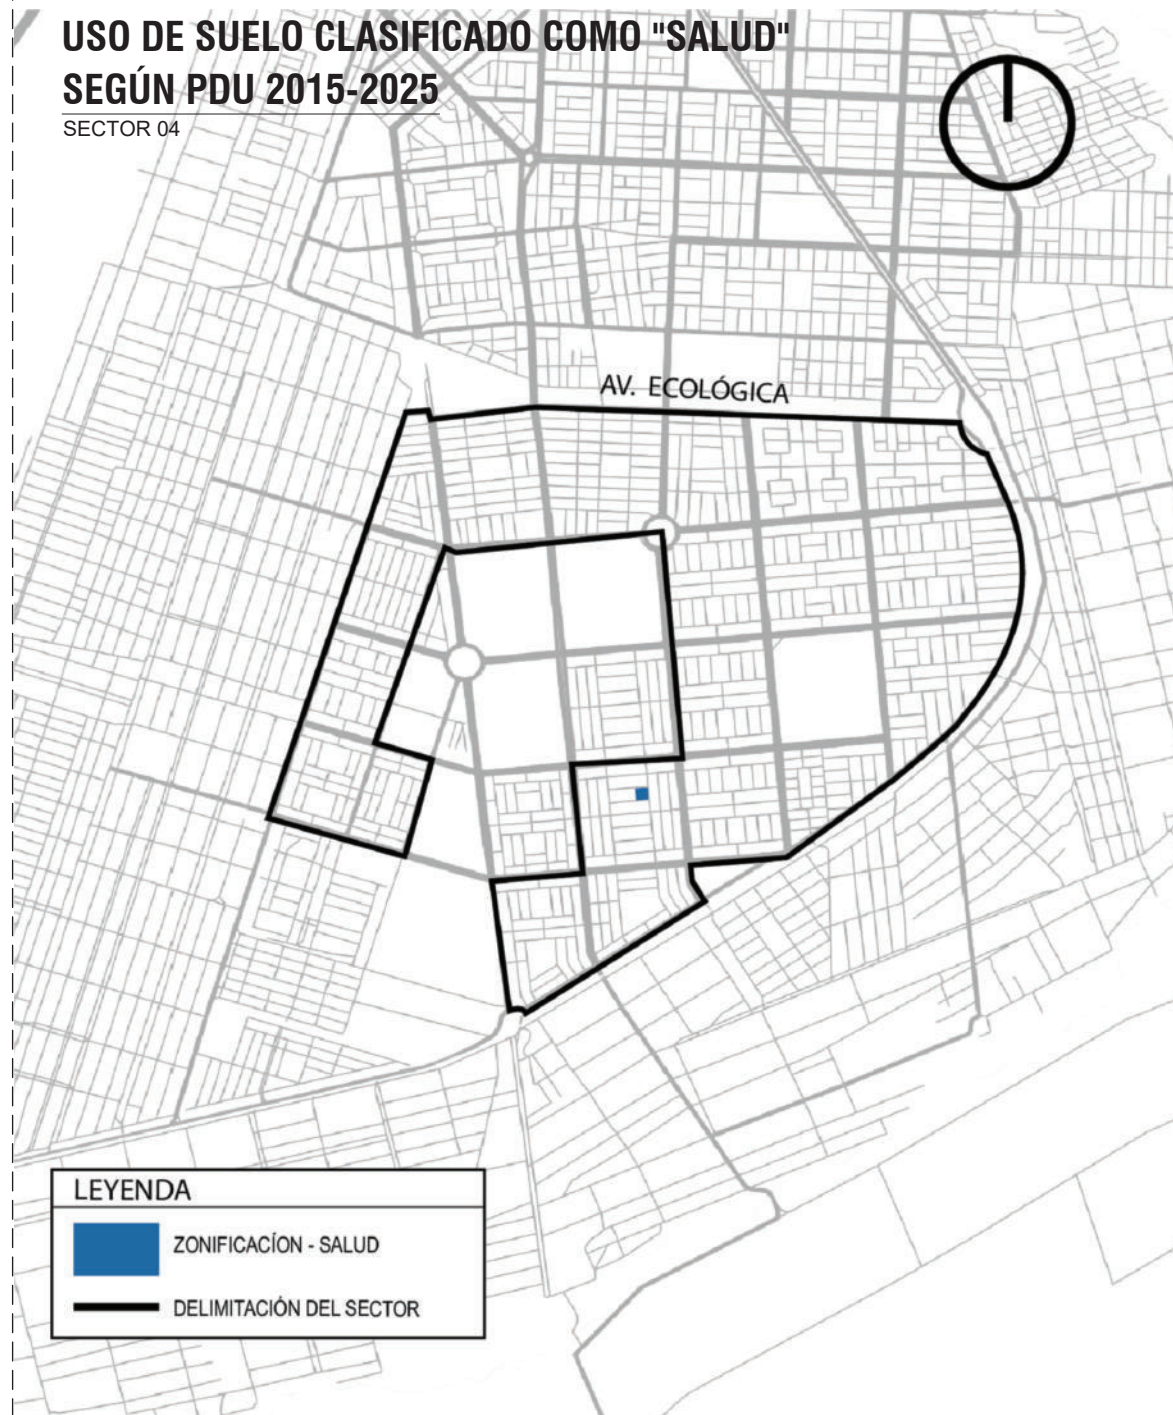 USO DE SUELO CLASIFICADO COMO "SALUD"
SEGÚN PDU 2015-2025
SECTOR 04
AV. ECOLÓGICA
LEYENDA
ZONIFICACÍON - SALUD
DELIMITACIÓN DEL SECTOR